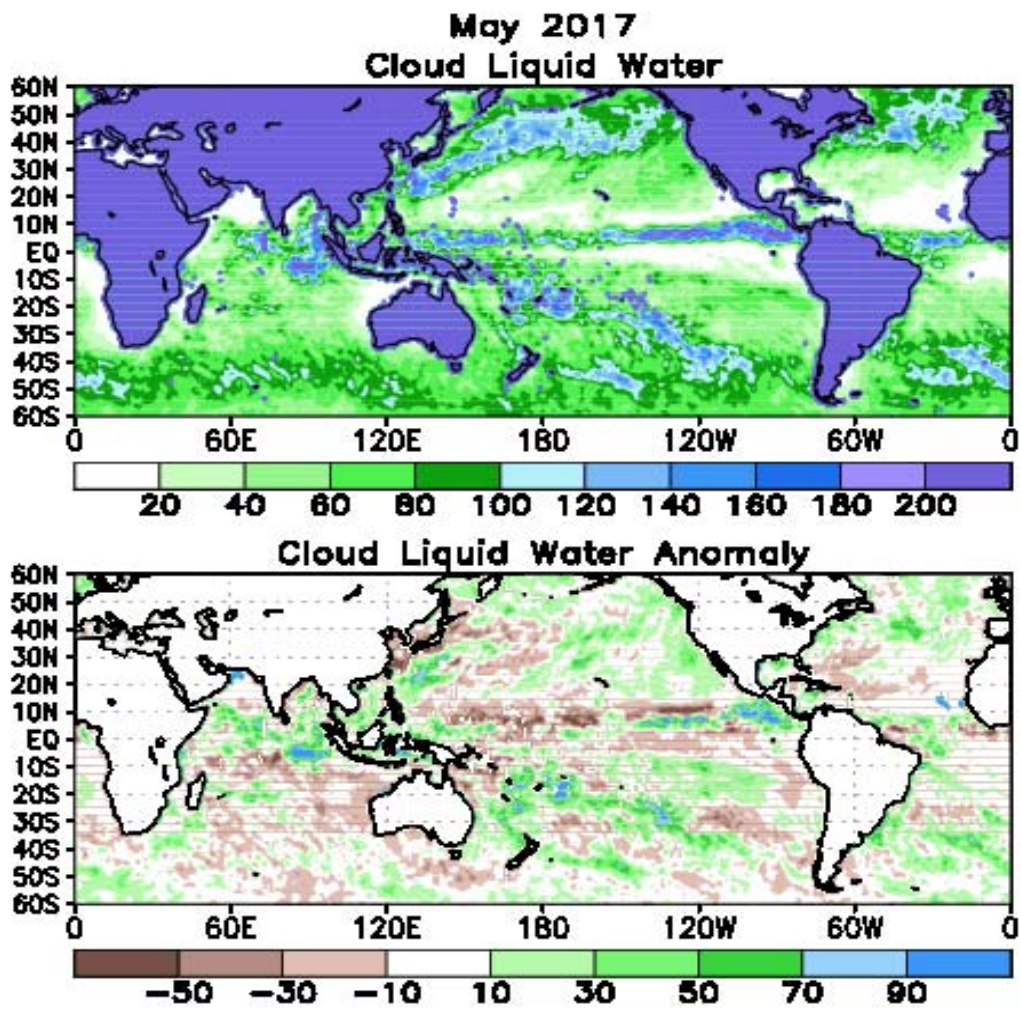 May 2017
Cloud Liquid Water
60N
50N
40N
30N
20N
10N
EQ
10S
20S
30S
40S
50S
60S
0 60E 120E 180 120W 60W 0
20 40 60 80 100 120 140 160 180 200
Cloud Liquid Water Anomaly
60N
50N
40N
30N
20N
10N
EQ
10S
20S
30S
40S
50S
60S
0 60E 120E 180 120W 60W 0
-50 -30 -10 10 30 50 70 90